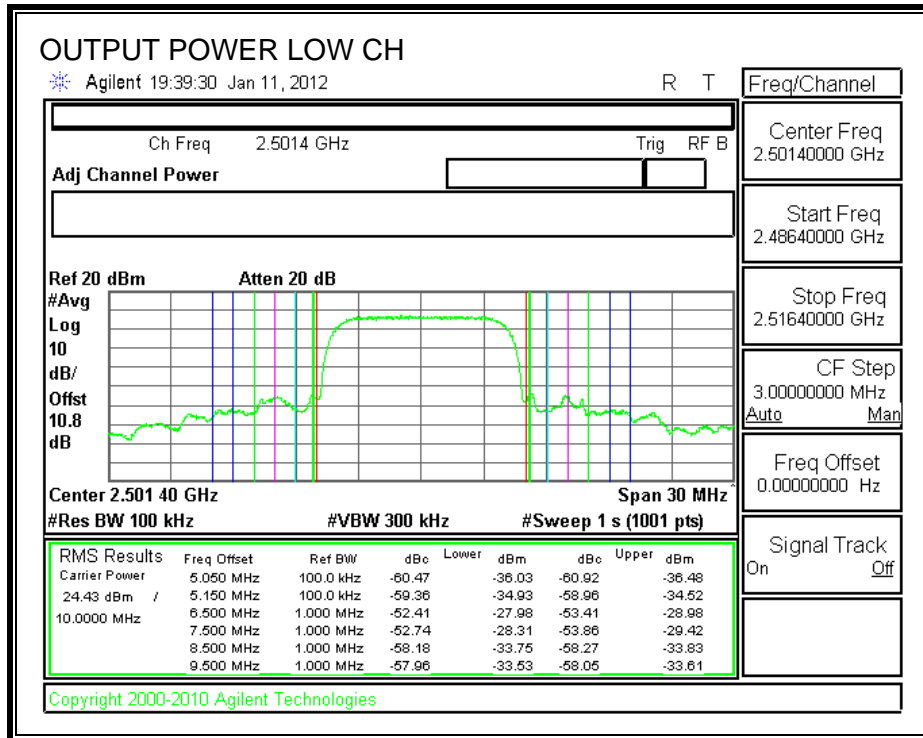 OUTPUT POWER LOW CH
Agilent 19:39:30 Jan 11, 2012 R T
Freq/Channel
Ch Freq 2.5014 GHz Trig RF B
Adj Channel Power
Center Freq
2.50140000 GHz
Start Freq
2.48640000 GHz
Stop Freq
2.51640000 GHz
CF Step
3.00000000 MHz
Auto Man
Freq Offset
0.00000000 Hz
Signal Track
On Off
Ref 20 dBm Atten 20 dB
#Avg
Log
10
dB/
Offst
10.8
dB
Center 2.501 40 GHz Span 30 MHz^
#Res BW 100 kHz #VBW 300 kHz #Sweep 1 s (1001 pts)
RMS Results Freq Offset Ref BW dBc Lower dBm dBc Upper dBm
Carrier Power 5.050 MHz 100.0 kHz -60.47 -36.03 -60.92 -36.48
24.43 dBm / 5.150 MHz 100.0 kHz -59.36 -34.93 -58.96 -34.52
10.0000 MHz 6.500 MHz 1.000 MHz -52.41 -27.98 -53.41 -28.98
7.500 MHz 1.000 MHz -52.74 -28.31 -53.86 -29.42
8.500 MHz 1.000 MHz -58.18 -33.75 -58.27 -33.83
9.500 MHz 1.000 MHz -57.96 -33.53 -58.05 -33.61
Copyright 2000-2010 Agilent Technologies